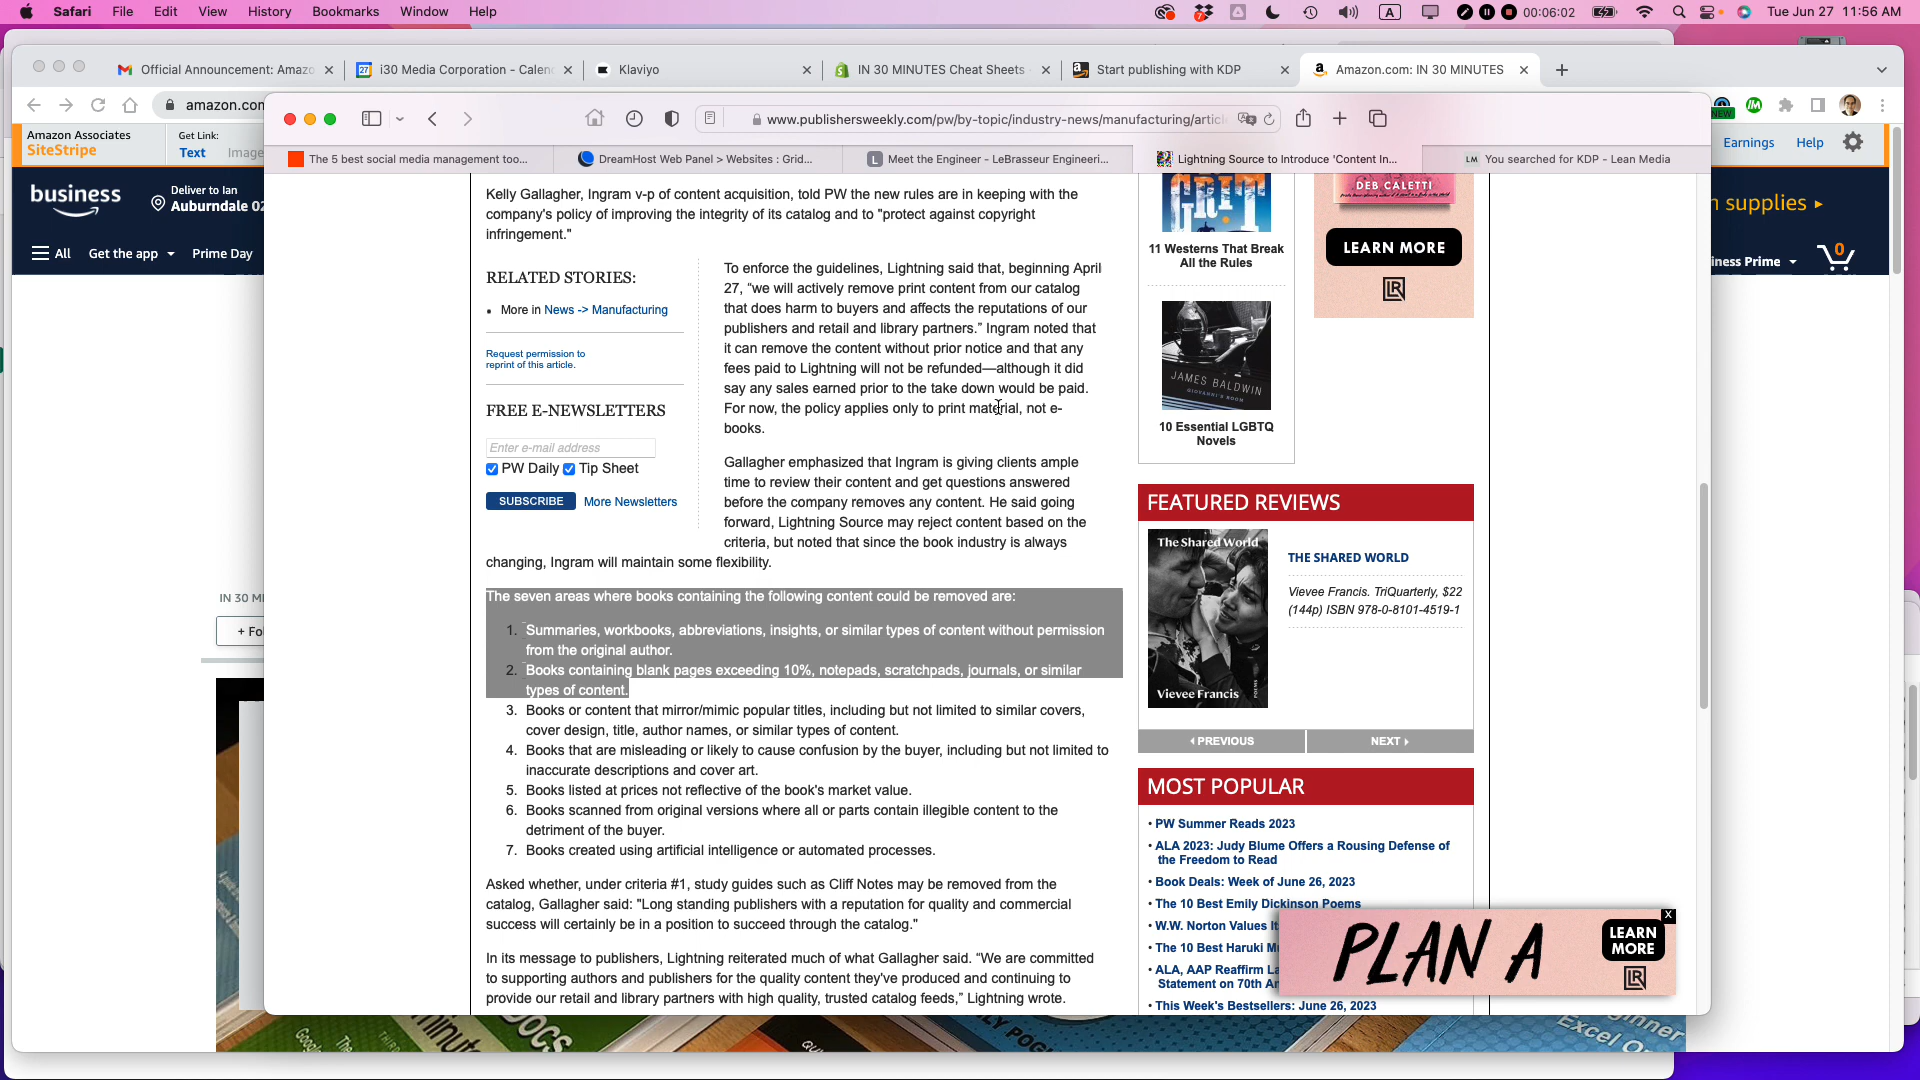 Safari File Edit View History Bookmarks Window Help
7
A
00:06:02
Tue Jun 27 11:56 AM
Official Announcement: Amazo
27
i30 Media Corporation - Calen
Klaviyo
IN 30 MINUTES Cheat Sheets
Start publishing with KDP
Amazon.com: IN 30 MINUTES
amazon.com
NEW
Amazon Associates
SiteStripe
Get Link:
Text Image
Earnings Help
business
Deliver to Ian
Auburndale 02
n supplies
All Get the app Prime Day
iness Prime
0
www.publishersweekly.com/pw/by-topic/industry-news/manufacturing/articl
The 5 best social media management too...
DreamHost Web Panel > Websites : Grid...
L Meet the Engineer - LeBrasseur Engineeri...
Lightning Source to Introduce 'Content In...
LM You searched for KDP - Lean Media
Kelly Gallagher, Ingram v-p of content acquisition, told PW the new rules are in keeping with the
company's policy of improving the integrity of its catalog and to "protect against copyright
infringement."
RELATED STORIES:
• More in News -> Manufacturing
Request permission to
reprint of this article.
FREE E-NEWSLETTERS
Enter e-mail address
PW Daily Tip Sheet
SUBSCRIBE More Newsletters
To enforce the guidelines, Lightning said that, beginning April
27, “we will actively remove print content from our catalog
that does harm to buyers and affects the reputations of our
publishers and retail and library partners.” Ingram noted that
it can remove the content without prior notice and that any
fees paid to Lightning will not be refunded—although it did
say any sales earned prior to the take down would be paid.
For now, the policy applies only to print material, not e-
books.
Gallagher emphasized that Ingram is giving clients ample
time to review their content and get questions answered
before the company removes any content. He said going
forward, Lightning Source may reject content based on the
criteria, but noted that since the book industry is always
changing, Ingram will maintain some flexibility.
The seven areas where books containing the following content could be removed are:
1. Summaries, workbooks, abbreviations, insights, or similar types of content without permission
from the original author.
2. Books containing blank pages exceeding 10%, notepads, scratchpads, journals, or similar
types of content.
3. Books or content that mirror/mimic popular titles, including but not limited to similar covers,
cover design, title, author names, or similar types of content.
4. Books that are misleading or likely to cause confusion by the buyer, including but not limited to
inaccurate descriptions and cover art.
5. Books listed at prices not reflective of the book's market value.
6. Books scanned from original versions where all or parts contain illegible content to the
detriment of the buyer.
7. Books created using artificial intelligence or automated processes.
Asked whether, under criteria #1, study guides such as Cliff Notes may be removed from the
catalog, Gallagher said: "Long standing publishers with a reputation for quality and commercial
success will certainly be in a position to succeed through the catalog."
In its message to publishers, Lightning reiterated much of what Gallagher said. “We are committed
to supporting authors and publishers for the quality content they've produced and continuing to
provide our retail and library partners with high quality, trusted catalog feeds,” Lightning wrote.
GRIT
11 Westerns That Break
All the Rules
JAMES BALDWIN
GIOVANNI'S ROOM
10 Essential LGBTQ
Novels
DEB CALETTI
LEARN MORE
LR
FEATURED REVIEWS
The Shared World
Vievee Francis
POEMS
THE SHARED WORLD
Vievee Francis. TriQuarterly, $22
(144p) ISBN 978-0-8101-4519-1
PREVIOUS
NEXT
MOST POPULAR
• PW Summer Reads 2023
• ALA 2023: Judy Blume Offers a Rousing Defense of
the Freedom to Read
• Book Deals: Week of June 26, 2023
• The 10 Best Emily Dickinson Poems
• W.W. Norton Values It
• The 10 Best Haruki M
• ALA, AAP Reaffirm La
Statement on 70th An
• This Week's Bestsellers: June 26, 2023
X
PLAN A
LEARN
MORE
LR
IN 30 MI
+ Fo
Google
DOCS
minute
Excel